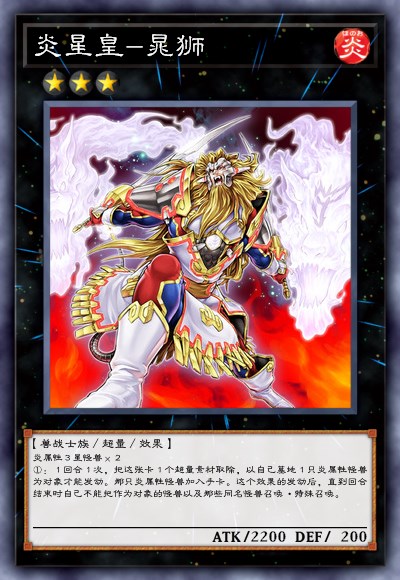 炎星皇-晁狮
ほのお
炎
【兽战士族/超量/效果】
炎属性3星怪兽×2
①:1回合1次,把这张卡1个超量素材取除,以自己墓地1只炎属性怪兽
为对象才能发动。那只炎属性怪兽加入手卡。这个效果的发动后,直到回合
结束时自己不能把作为对象的怪兽以及那些同名怪兽召唤·特殊召唤。
ATK/2200 DEF/ 200